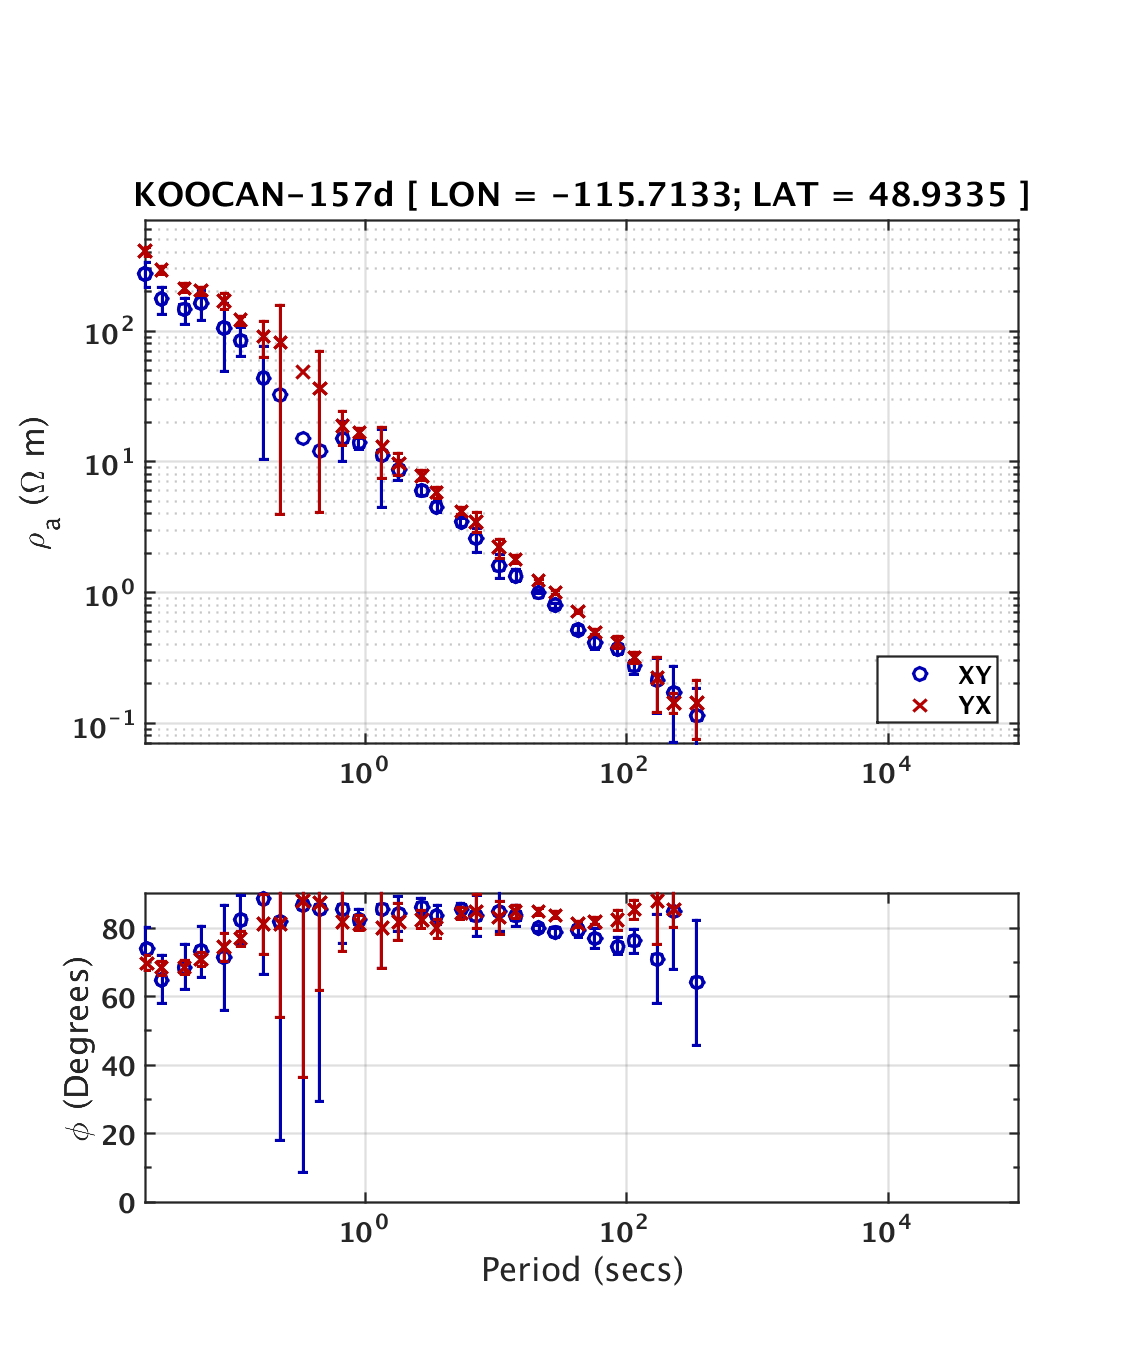 KOOCAN-157d [ LON = -115.7133; LAT = 48.9335 ]
ρa (Ω m)
10^2
10^1
10^0
10^-1
XY
YX
10^0 10^2 10^4
ϕ (Degrees)
80
60
40
20
0
10^0 10^2 10^4
Period (secs)